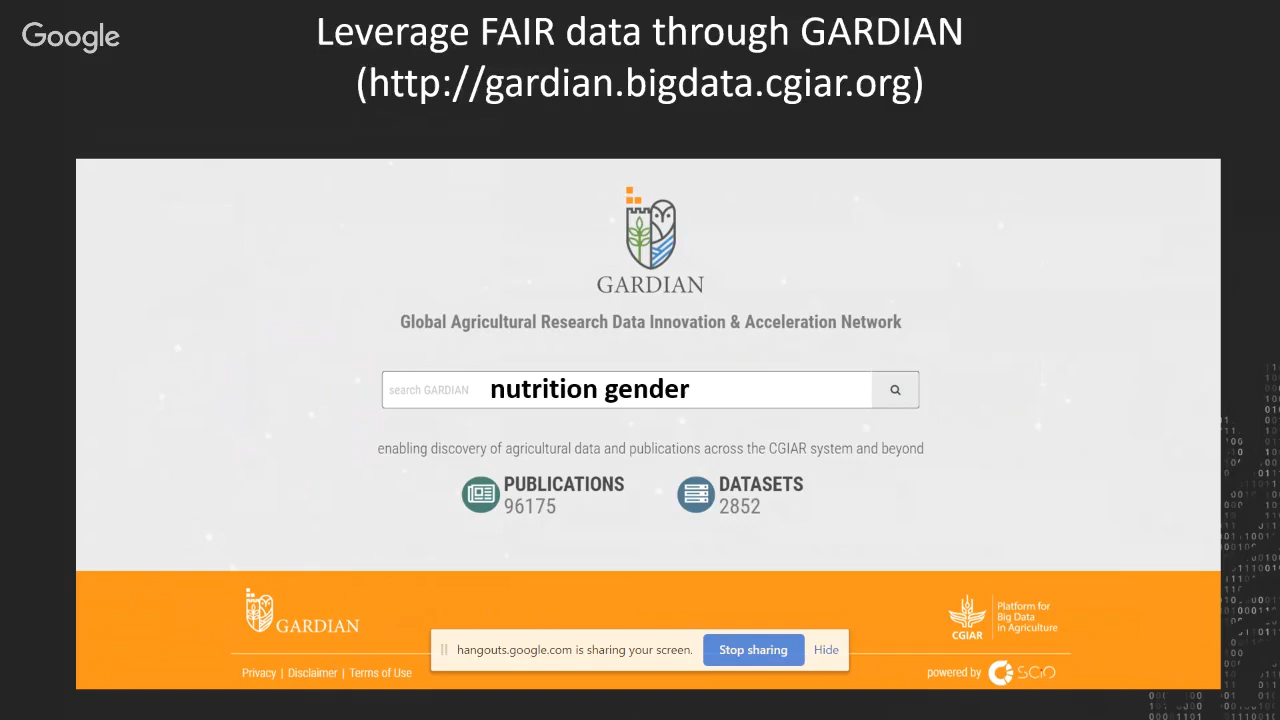 Google
Leverage FAIR data through GARDIAN
(http://gardian.bigdata.cgiar.org)
GARDIAN
Global Agricultural Research Data Innovation & Acceleration Network
search GARDIAN nutrition gender
enabling discovery of agricultural data and publications across the CGIAR system and beyond
PUBLICATIONS
96175
DATASETS
2852
GARDIAN
CGIAR
Platform for
Big Data
in Agriculture
hangouts.google.com is sharing your screen. Stop sharing Hide
Privacy | Disclaimer | Terms of Use
powered by SCiO